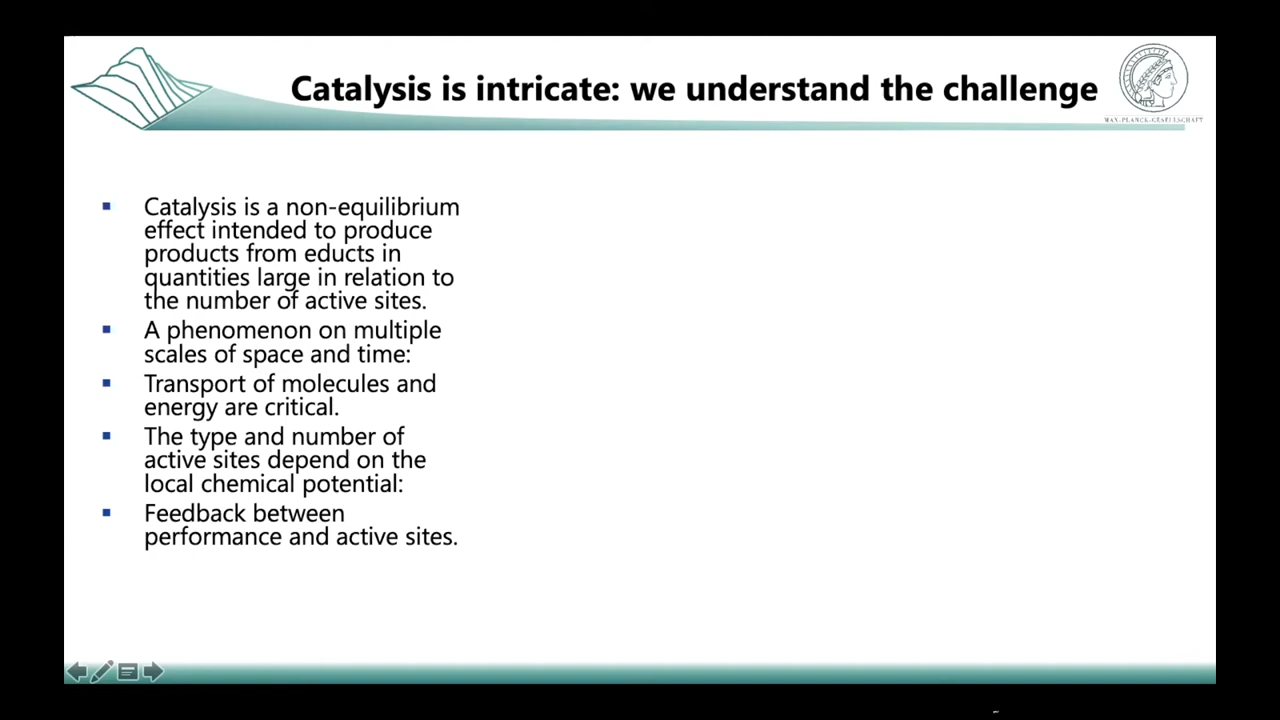 Catalysis is intricate: we understand the challenge
MAX-PLANCK-GESELLSCHAFT
Catalysis is a non-equilibrium
effect intended to produce
products from educts in
quantities large in relation to
the number of active sites.
A phenomenon on multiple
scales of space and time:
Transport of molecules and
energy are critical.
The type and number of
active sites depend on the
local chemical potential:
Feedback between
performance and active sites.